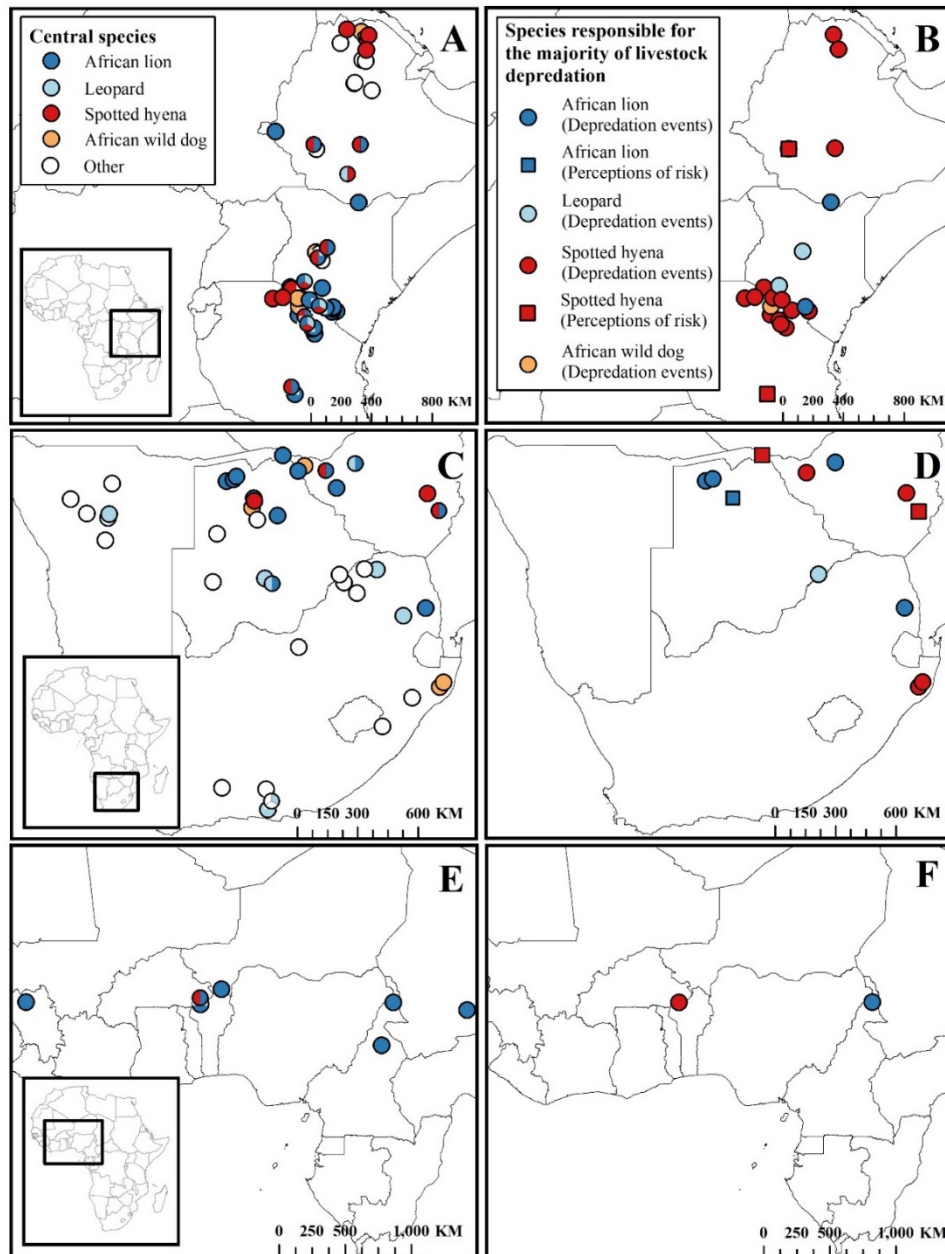 Central species
African lion
Leopard
Spotted hyena
African wild dog
Other
A
0 200 400 800 KM
Species responsible for
the majority of livestock
depredation
African lion
(Depredation events)
African lion
(Perceptions of risk)
Leopard
(Depredation events)
Spotted hyena
(Depredation events)
Spotted hyena
(Perceptions of risk)
African wild dog
(Depredation events)
B
0 200 400 800 KM
C
0 150 300 600 KM
D
0 150 300 600 KM
E
0 250 500 1,000 KM
F
0 250 500 1,000 KM